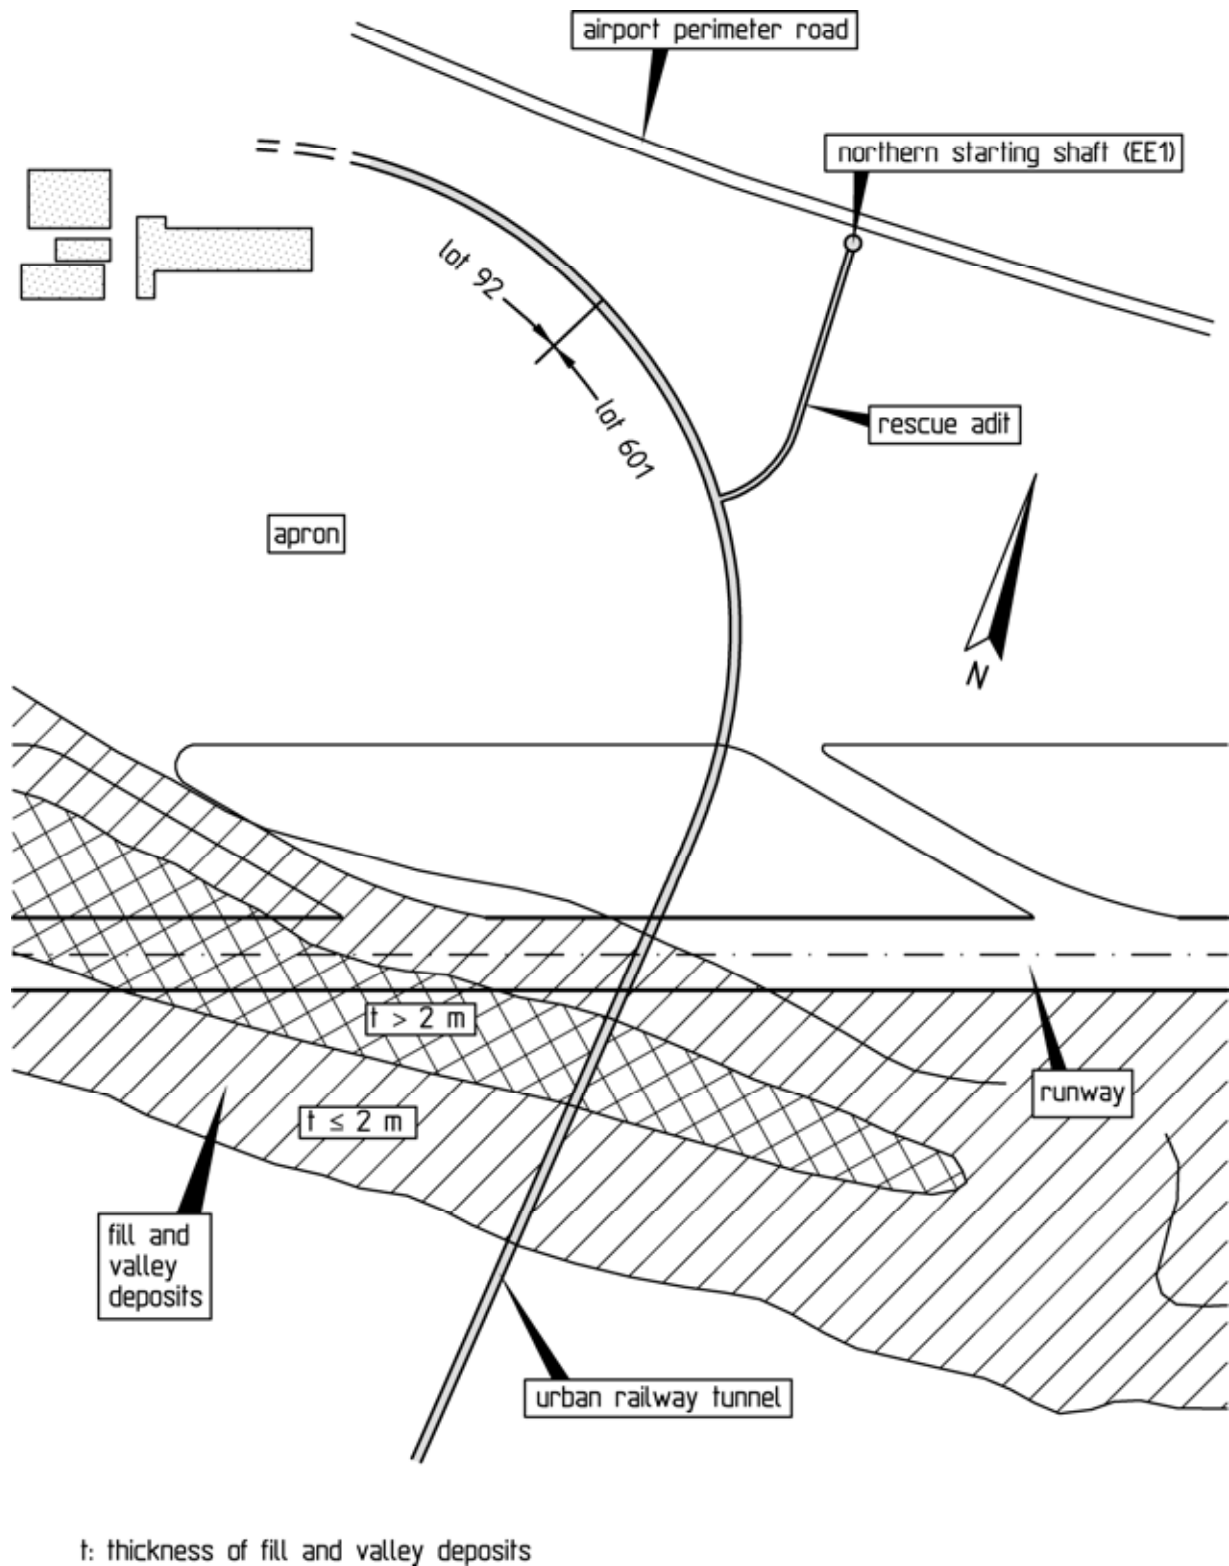 airport perimeter road
northern starting shaft (EE1)
lot 92
lot 601
rescue adit
apron
N
t > 2 m
runway
t ≤ 2 m
fill and
valley
deposits
urban railway tunnel
t: thickness of fill and valley deposits